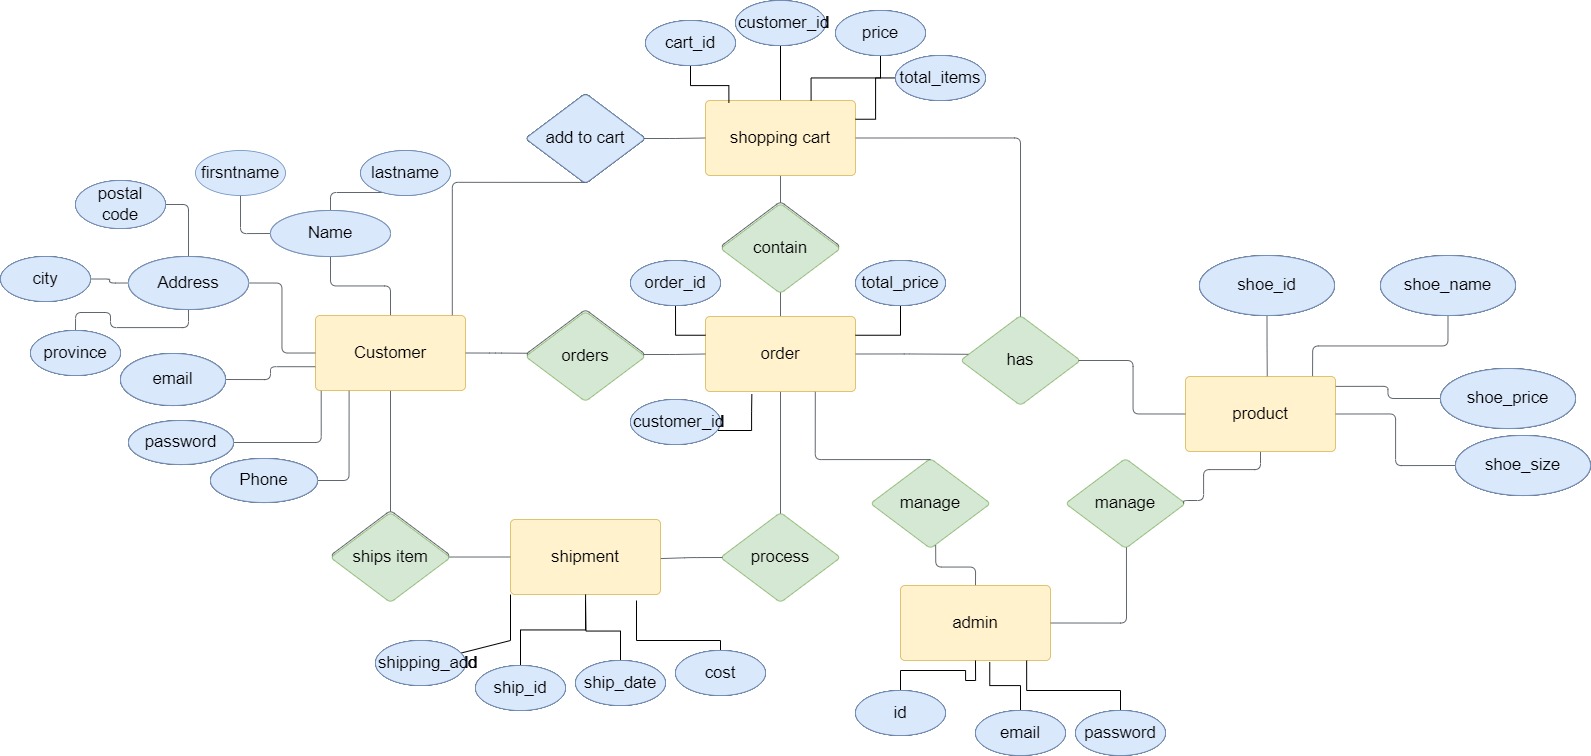 customer_id
cart_id
price
total_items
add to cart
shopping cart
firsntname
lastname
postal
code
Name
contain
city
Address
order_id
total_price
shoe_id
shoe_name
province
Customer
orders
order
has
email
shoe_price
product
password
customer_id
Phone
shoe_size
manage
manage
ships item
shipment
process
admin
shipping_add
ship_id
ship_date
cost
id
email
password